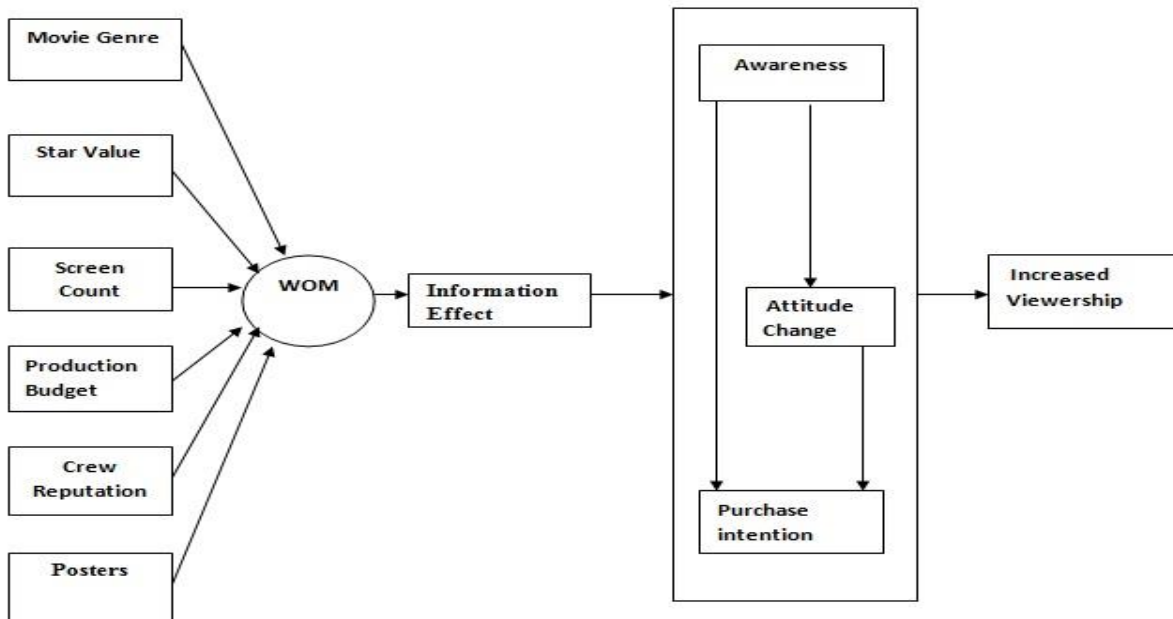 Movie Genre
Star Value
Screen
Count
Production
Budget
Crew
Reputation
Posters
WOM
Information
Effect
Awareness
Attitude
Change
Purchase
intention
Increased
Viewership